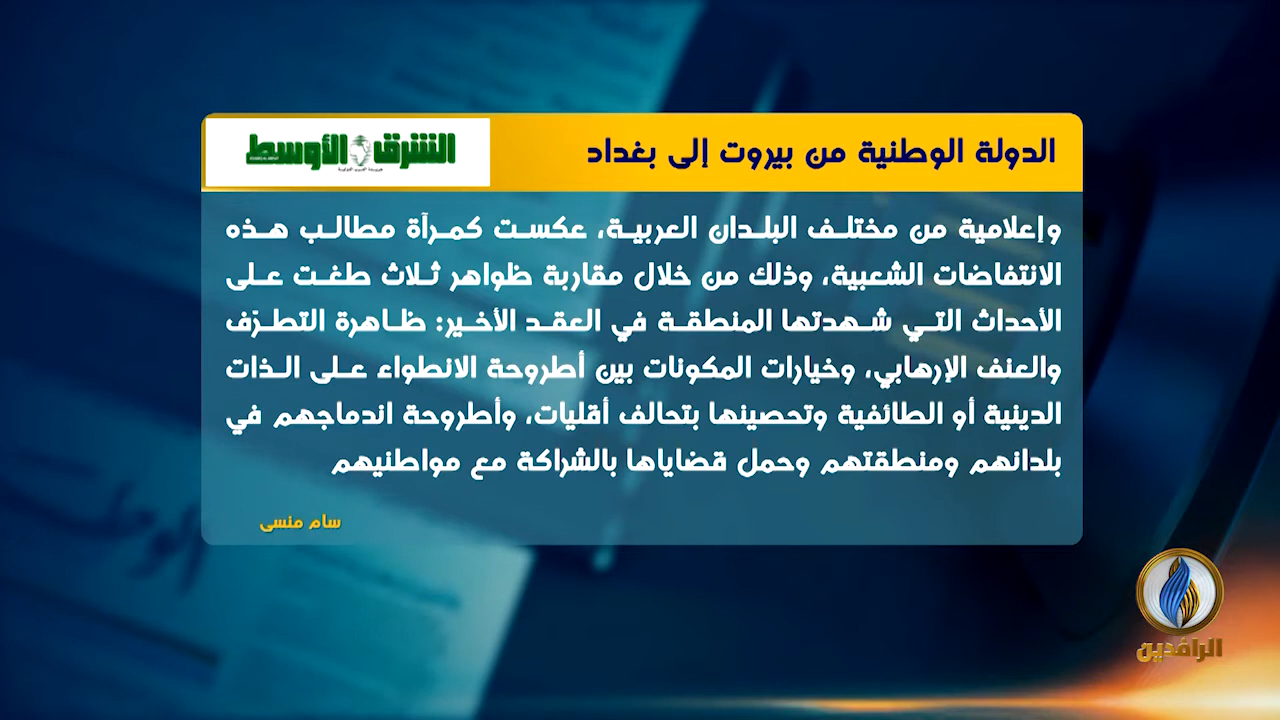 الدولة الوطنية من بيروت إلى بغداد
الشرق الأوسط
وإعلامية من مختلف البلدان العربية، عكست كمرآة مطالب هذه
الانتفاضات الشعبية، وذلك من خلال مقاربة ظواهر ثلاث طغت على
الأحداث التي شهدتها المنطقة في العقد الأخير: ظاهرة التطرّف
والعنف الإرهابي، وخيارات المكونات بين أطروحة الانطواء على الذات
الدينية أو الطائفية وتحصينها بتحالف أقليات، وأطروحة اندماجهم في
بلدانهم ومنطقتهم وحمل قضاياها بالشراكة مع مواطنيهم
سام منسى
الرافدين